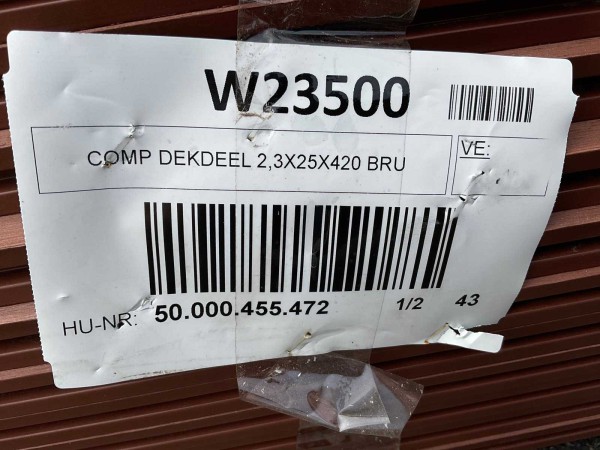 W23500
COMP DEKDEEL 2,3X25X420 BRU
VE:
HU-NR: 50.000.455.472 1/2 43